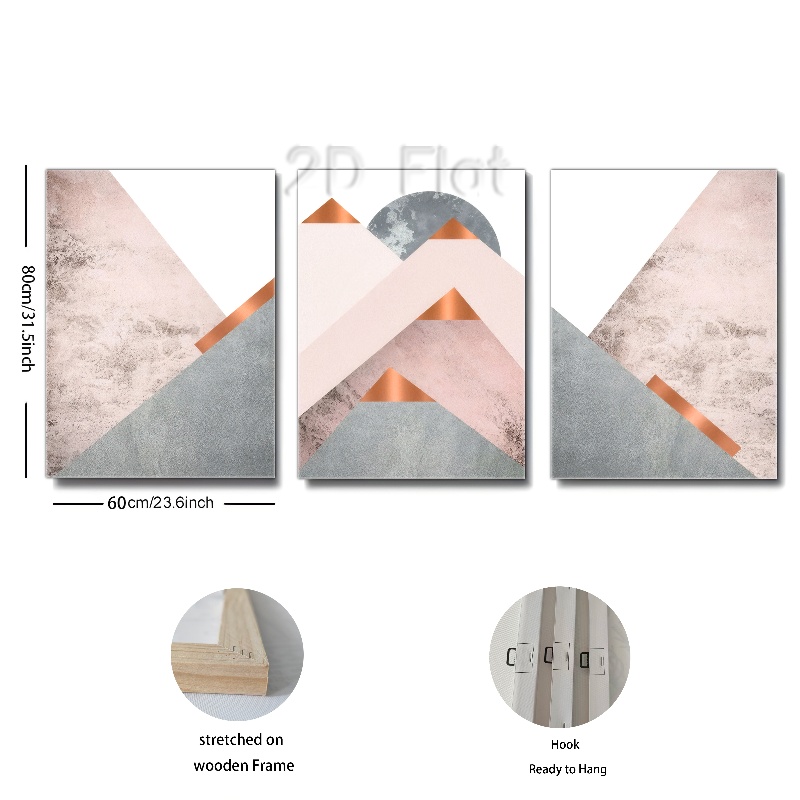 2D Flat
80cm/31.5inch
60cm/23.6inch
stretched on
wooden Frame
Hook
Ready to Hang